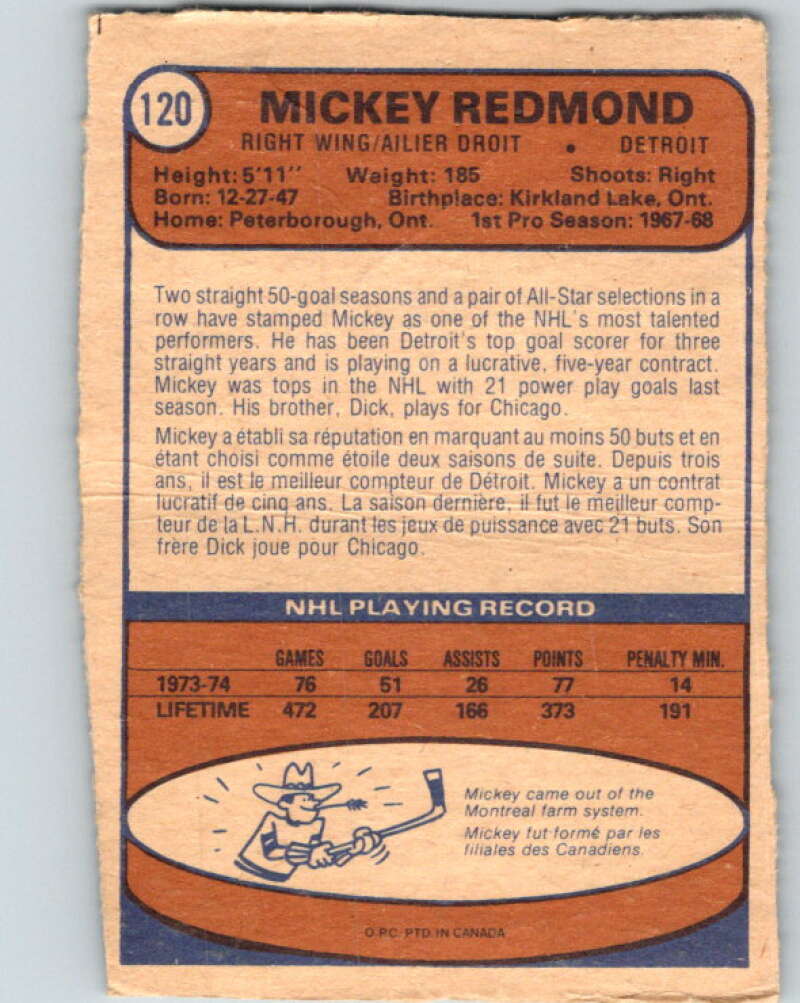 120
MICKEY REDMOND
RIGHT WING/AILIER DROIT • DETROIT
Height: 5'11'' Weight: 185 Shoots: Right
Born: 12-27-47 Birthplace: Kirkland Lake, Ont.
Home: Peterborough, Ont. 1st Pro Season: 1967-68
Two straight 50-goal seasons and a pair of All-Star selections in a
row have stamped Mickey as one of the NHL's most talented
performers. He has been Detroit's top goal scorer for three
straight years and is playing on a lucrative, five-year contract.
Mickey was tops in the NHL with 21 power play goals last
season. His brother, Dick, plays for Chicago.
Mickey a établi sa réputation en marquant au moins 50 buts et en
étant choisi comme étoile deux saisons de suite. Depuis trois
ans, il est le meilleur compteur de Détroit. Mickey a un contrat
lucratif de cinq ans. La saison dernière, il fut le meilleur comp-
teur de la L.N.H. durant les jeux de puissance avec 21 buts. Son
frère Dick joue pour Chicago.
NHL PLAYING RECORD
GAMES GOALS ASSISTS POINTS PENALTY MIN.
1973-74 76 51 26 77 14
LIFETIME 472 207 166 373 191
Mickey came out of the
Montreal farm system.
Mickey fut formé par les
filiales des Canadiens.
O.P.C. PTD. IN CANADA